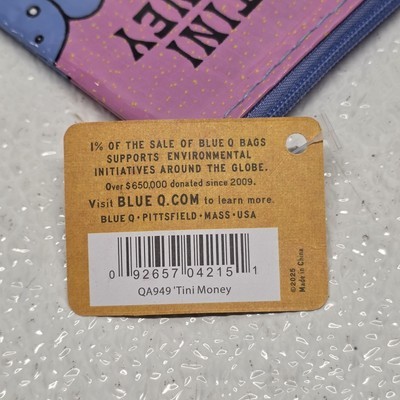 TINI
VEY
1% OF THE SALE OF BLUE Q BAGS
SUPPORTS ENVIRONMENTAL
INITIATIVES AROUND THE GLOBE.
Over $650,000 donated since 2009.
Visit BLUE Q.COM to learn more.
BLUE Q • PITTSFIELD • MASS • USA
0 92657 04215 1
QA949 'Tini Money
©2025
Made in China